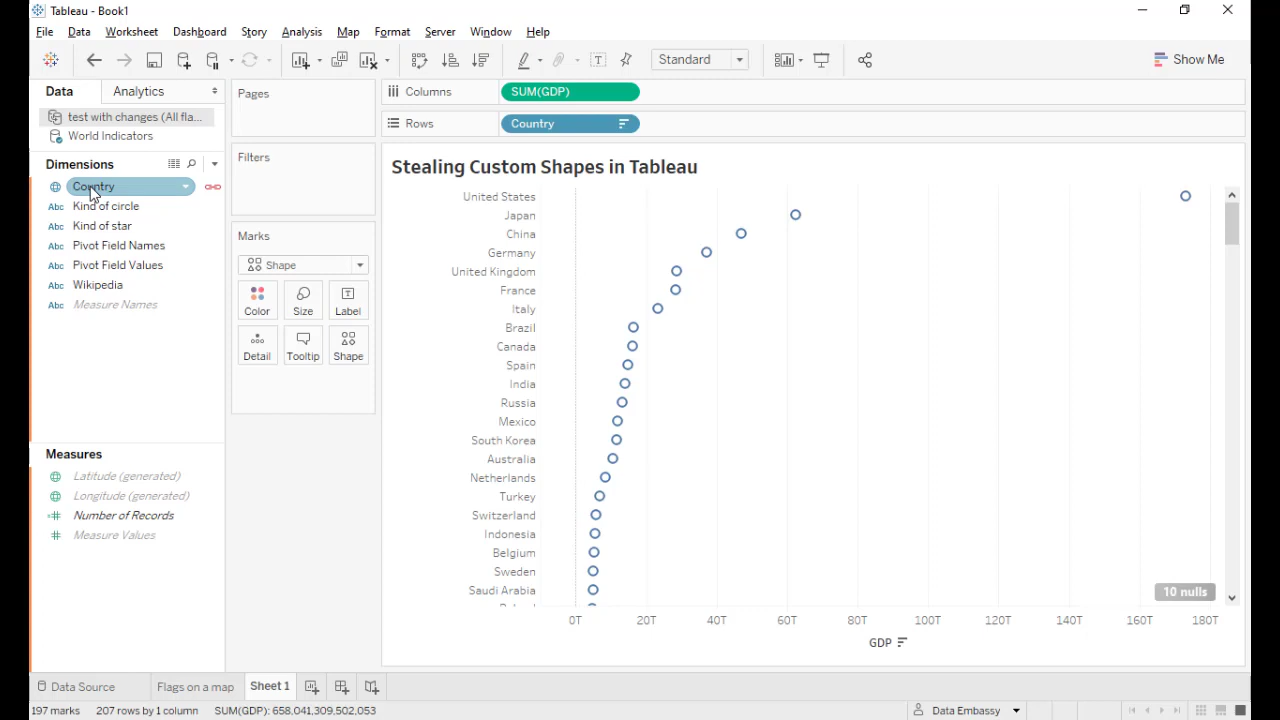 Tableau - Book1
File Data Worksheet Dashboard Story Analysis Map Format Server Window Help
Standard
Show Me
Data Analytics
test with changes (All fla...
World Indicators
Dimensions
Country
Kind of circle
Kind of star
Pivot Field Names
Pivot Field Values
Wikipedia
Measure Names
Measures
Latitude (generated)
Longitude (generated)
Number of Records
Measure Values
Pages
Filters
Marks
Shape
Color Size Label
Detail Tooltip Shape
Columns SUM(GDP)
Rows Country
Stealing Custom Shapes in Tableau
United States
Japan
China
Germany
United Kingdom
France
Italy
Brazil
Canada
Spain
India
Russia
Mexico
South Korea
Australia
Netherlands
Turkey
Switzerland
Indonesia
Belgium
Sweden
Saudi Arabia
10 nulls
0T 20T 40T 60T 80T 100T 120T 140T 160T 180T
GDP
Data Source Flags on a map Sheet 1
197 marks 207 rows by 1 column SUM(GDP): 658,041,309,502,053
Data Embassy